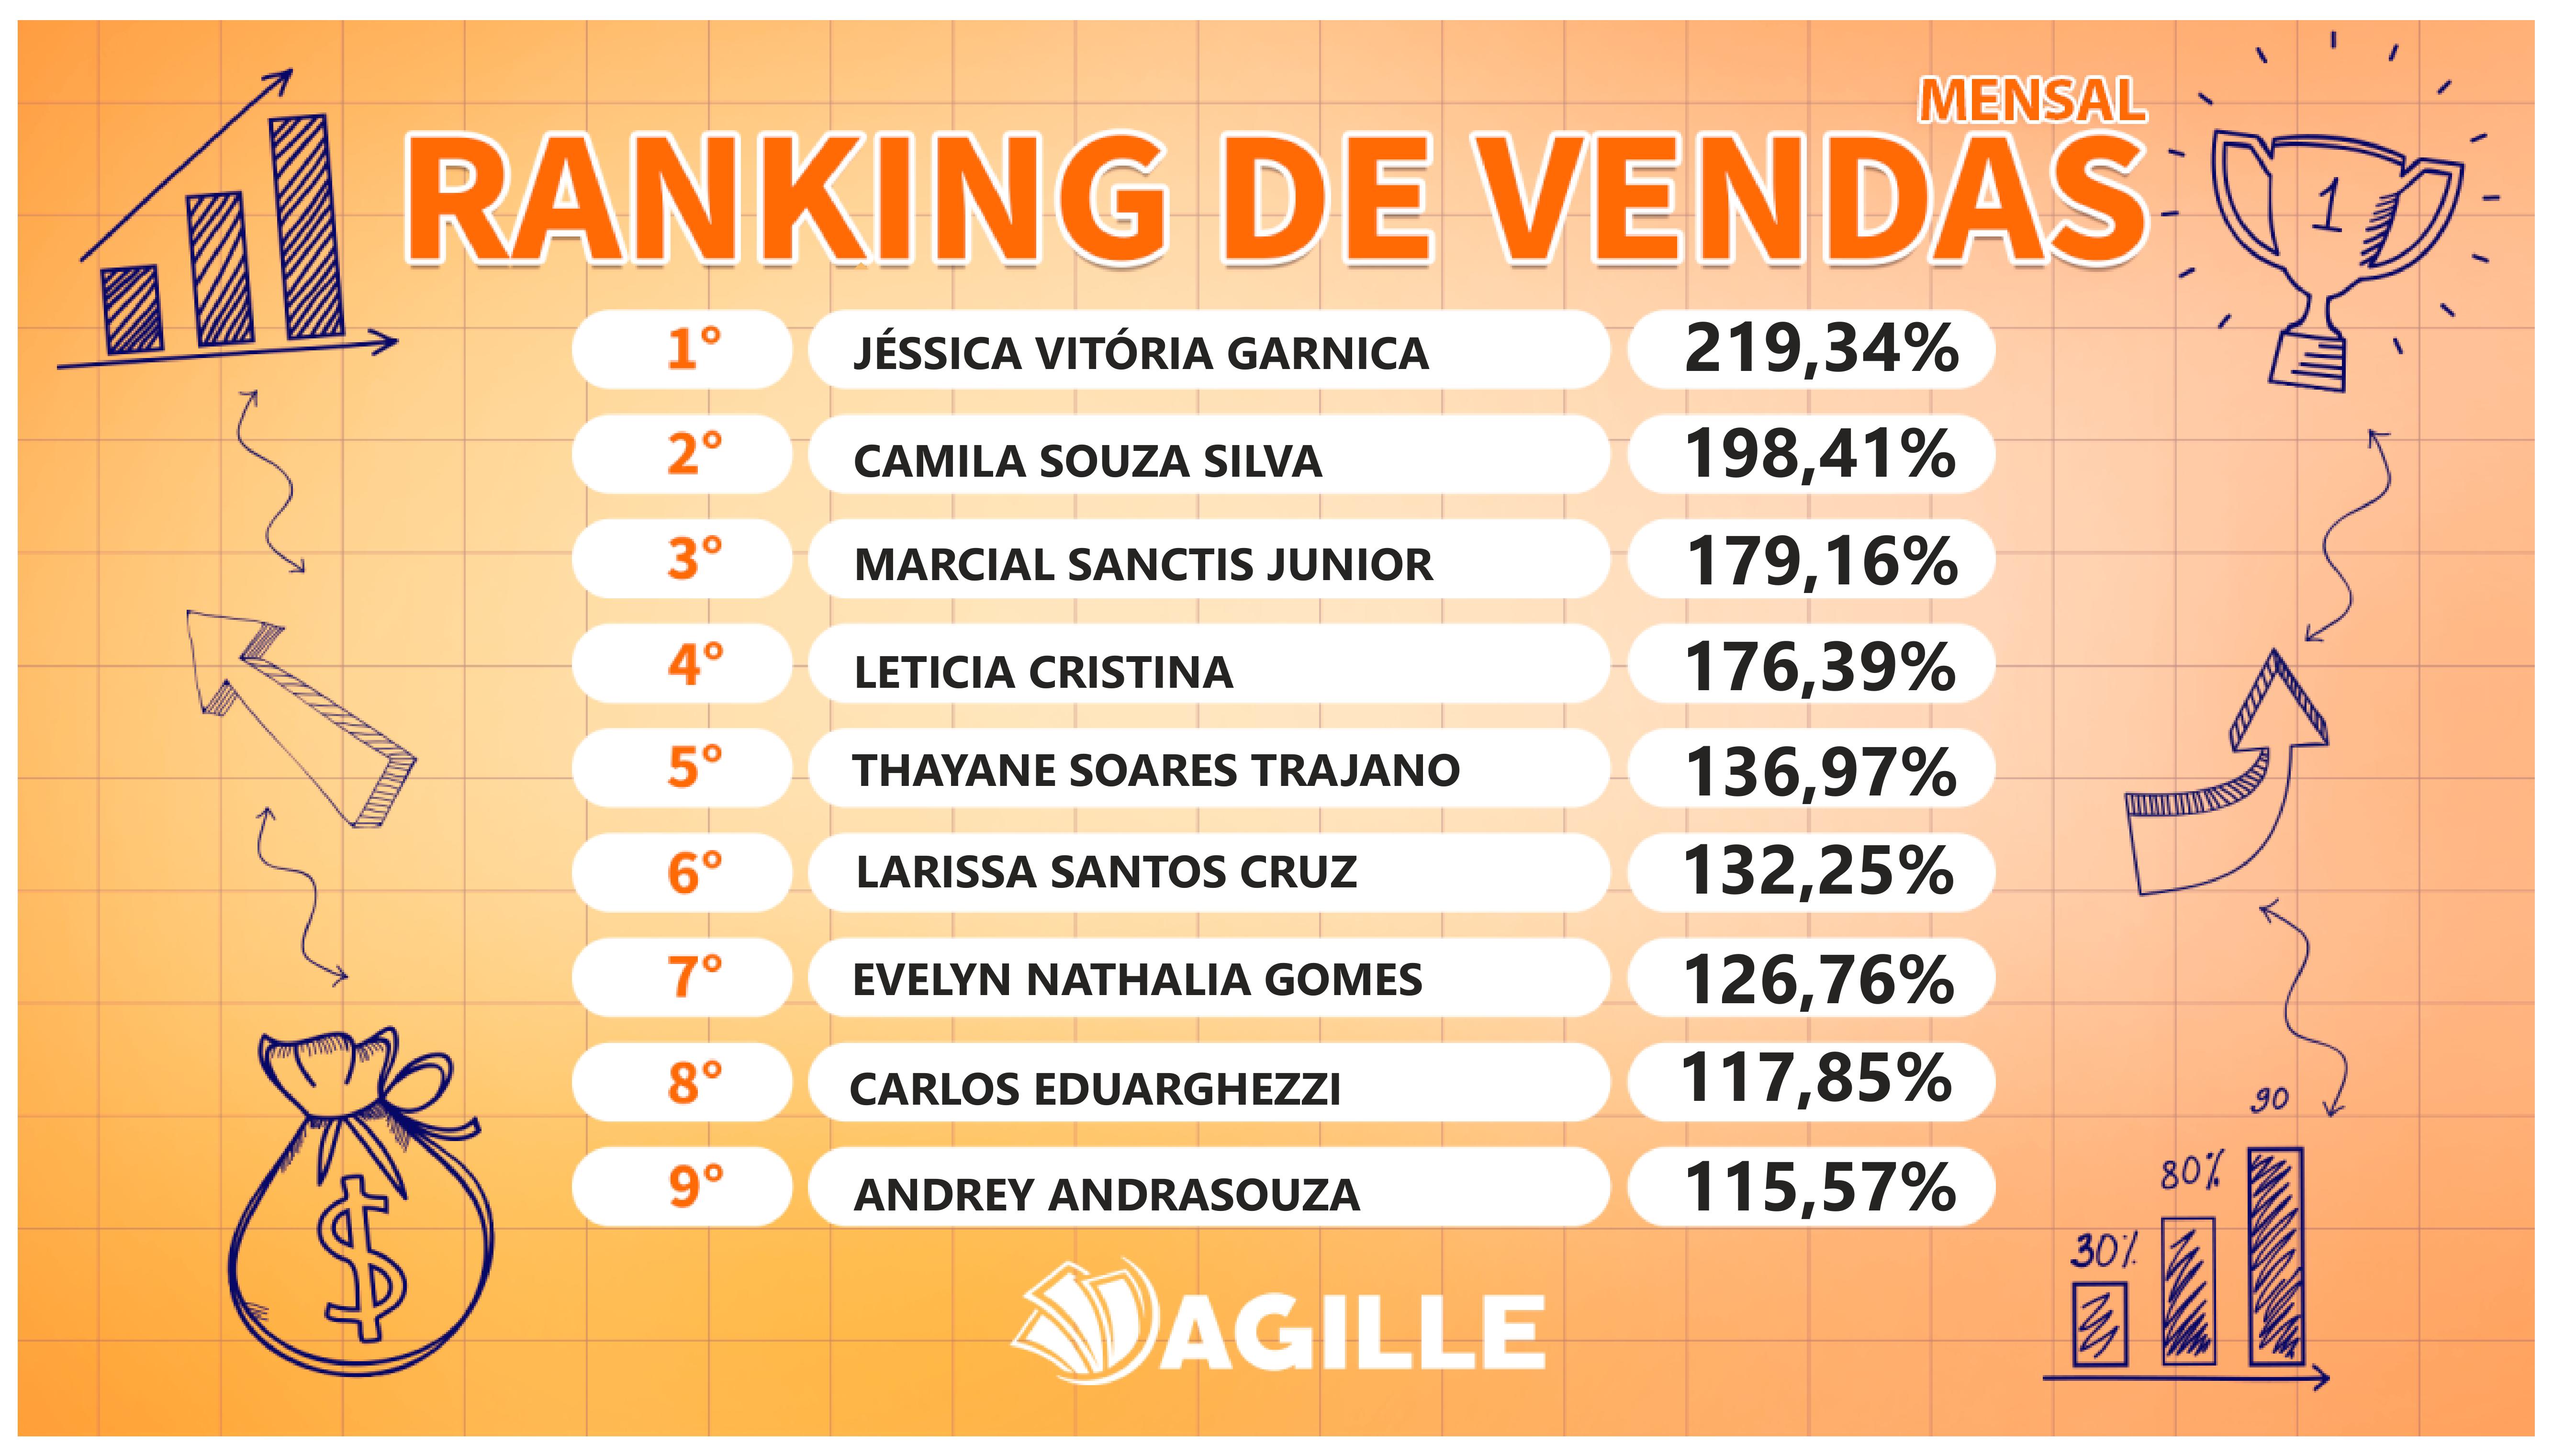 MENSAL
RANKING DE VENDAS
1
1° JÉSSICA VITÓRIA GARNICA 219,34%
2° CAMILA SOUZA SILVA 198,41%
3° MARCIAL SANCTIS JUNIOR 179,16%
4° LETICIA CRISTINA 176,39%
5° THAYANE SOARES TRAJANO 136,97%
6° LARISSA SANTOS CRUZ 132,25%
7° EVELYN NATHALIA GOMES 126,76%
8° CARLOS EDUARGHEZZI 117,85%
9° ANDREY ANDRASOUZA 115,57%
90
80%
30%
$
AGILLE